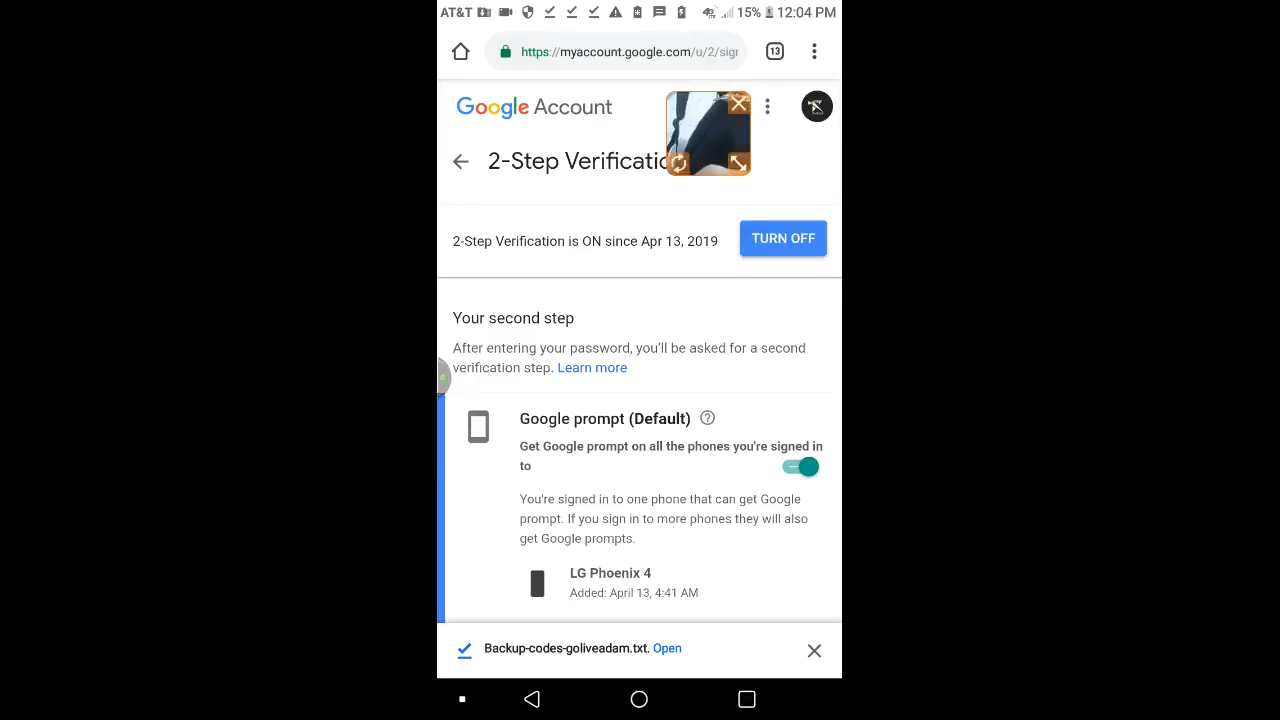 AT&T 15% 12:04 PM
https://myaccount.google.com/u/2/sig
13
Google Account
2-Step Verificatio
2-Step Verification is ON since Apr 13, 2019
TURN OFF
Your second step
After entering your password, you'll be asked for a second
verification step. Learn more
Google prompt (Default)
Get Google prompt on all the phones you're signed in
to
You're signed in to one phone that can get Google
prompt. If you sign in to more phones they will also
get Google prompts.
LG Phoenix 4
Added: April 13, 4:41 AM
Backup-codes-goliveadam.txt. Open